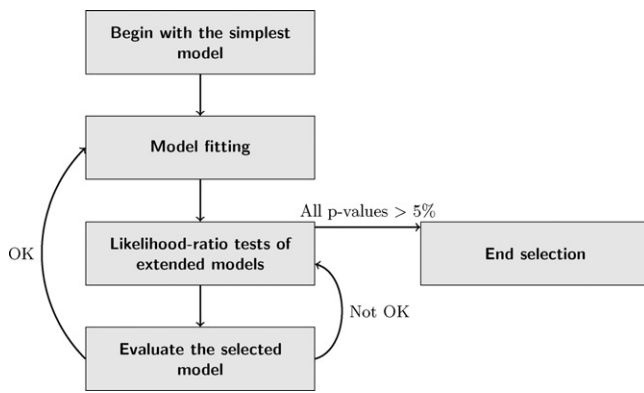 Begin with the simplest
model
Model fitting
All p-values > 5%
Likelihood-ratio tests of
extended models
End selection
OK
Not OK
Evaluate the selected
model